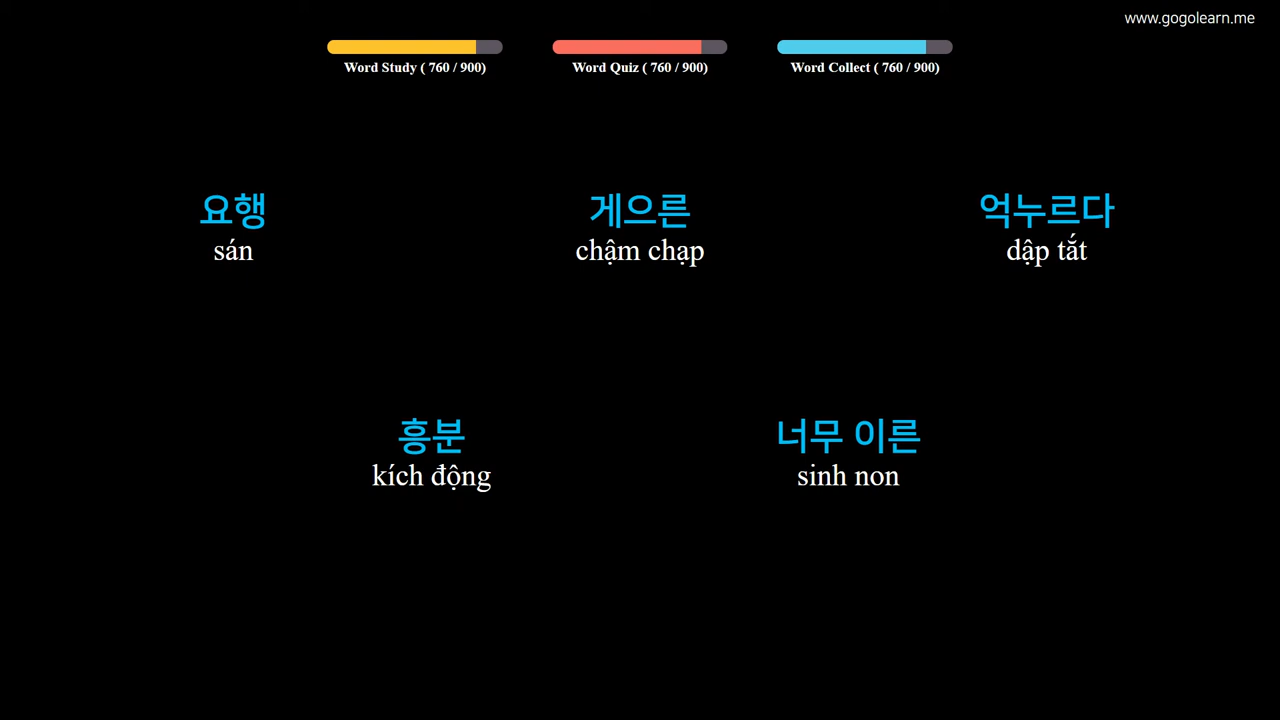 www.gogolearn.me
Word Study ( 760 / 900)
Word Quiz ( 760 / 900)
Word Collect ( 760 / 900)
요행
sán
게으른
chậm chạp
억누르다
dập tắt
흥분
kích động
너무 이른
sinh non